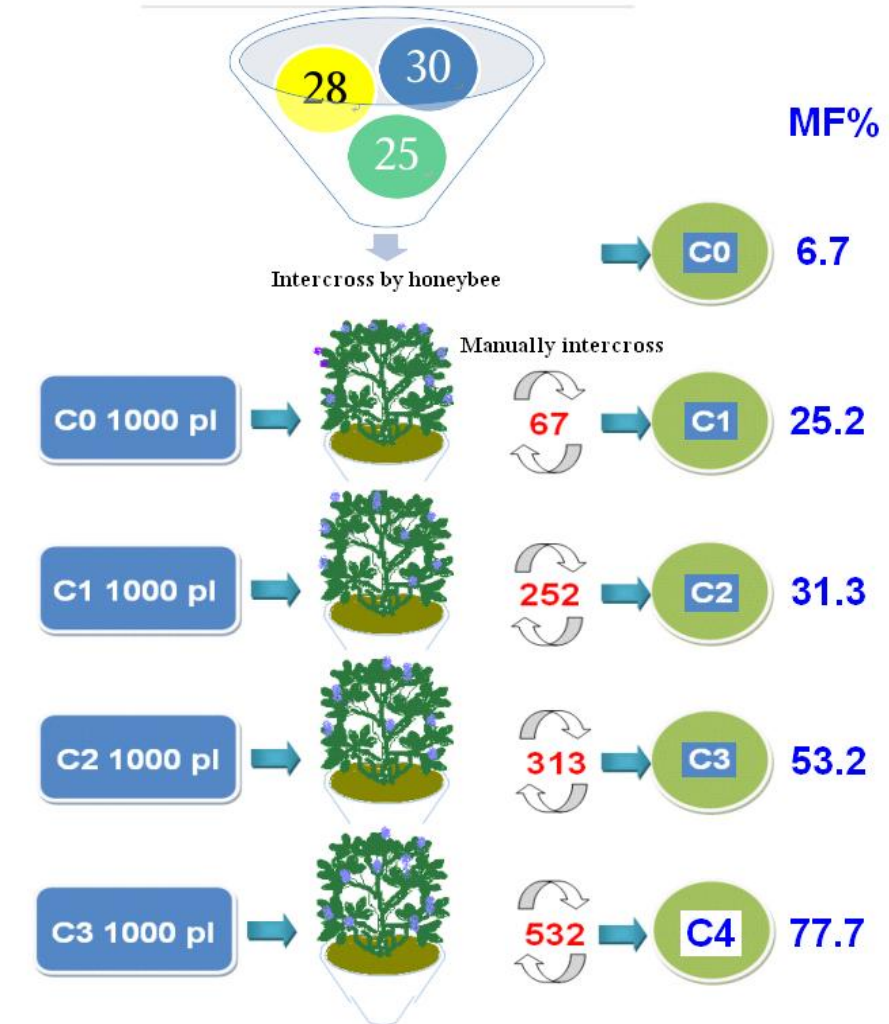 28
30
25
MF%
C0
6.7
Intercross by honeybee
Manually intercross
C0 1000 pl
67
C1
25.2
C1 1000 pl
252
C2
31.3
C2 1000 pl
313
C3
53.2
C3 1000 pl
532
C4
77.7